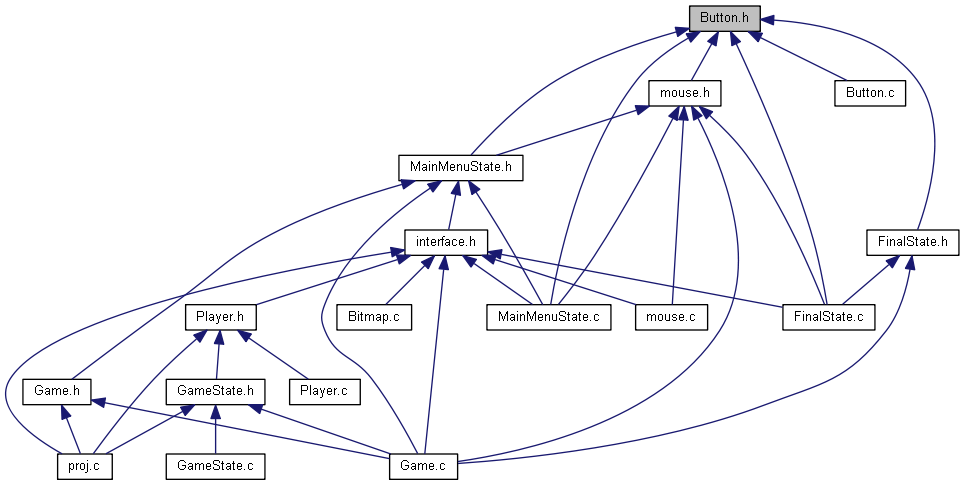 Button.h
mouse.h
Button.c
MainMenuState.h
interface.h
FinalState.h
Player.h
Bitmap.c
MainMenuState.c
mouse.c
FinalState.c
Game.h
GameState.h
Player.c
proj.c
GameState.c
Game.c